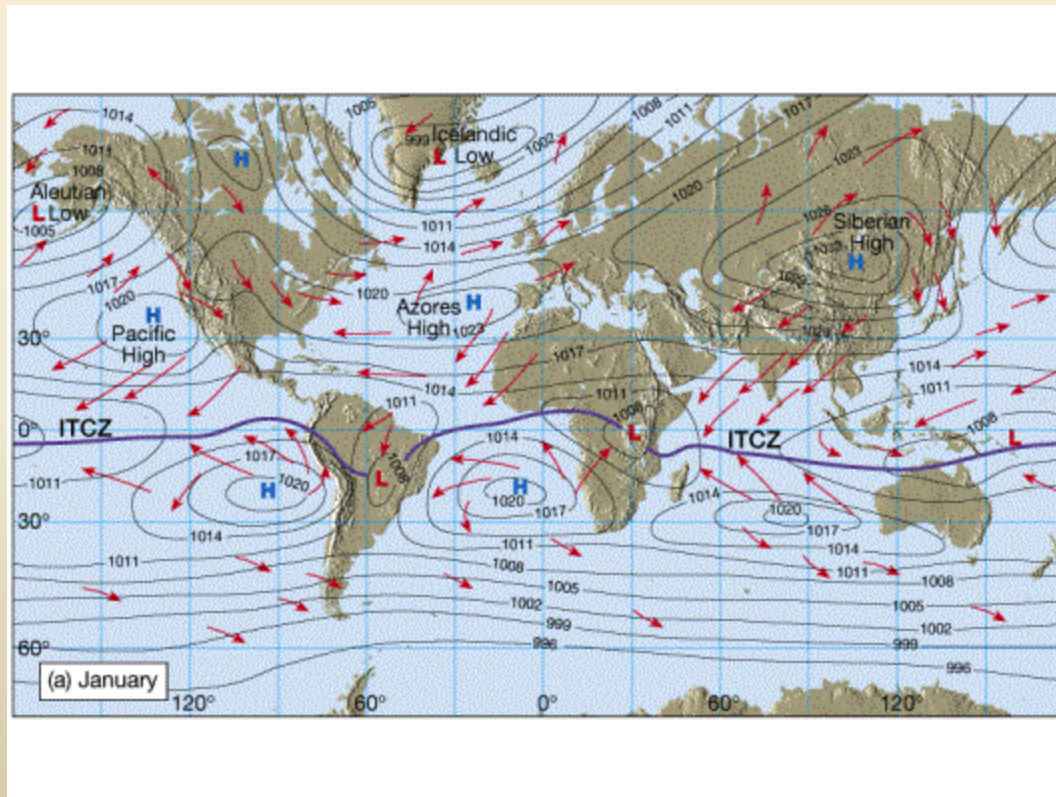 1014
1005
1008
1011
1017
1011
1008
999
Icelandic
L Low
1002
H
1023
Aleutian
L Low
1005
1020
1026
Siberian
High
H
1011
1014
1017
1020
H
Pacific
High
1020
Azores
High
H
1023
30°
1017
1014
1014
1011
1011
1011
1008
1008
0°
ITCZ
L
ITCZ
L
1014
1017
1020
H
L
1008
1011
H
1020
1017
1014
1020
1017
30°
1014
1011
1014
1011
1011
1008
1008
1005
1005
1002
1002
999
999
996
996
60°
(a) January
120°
60°
0°
60°
120°